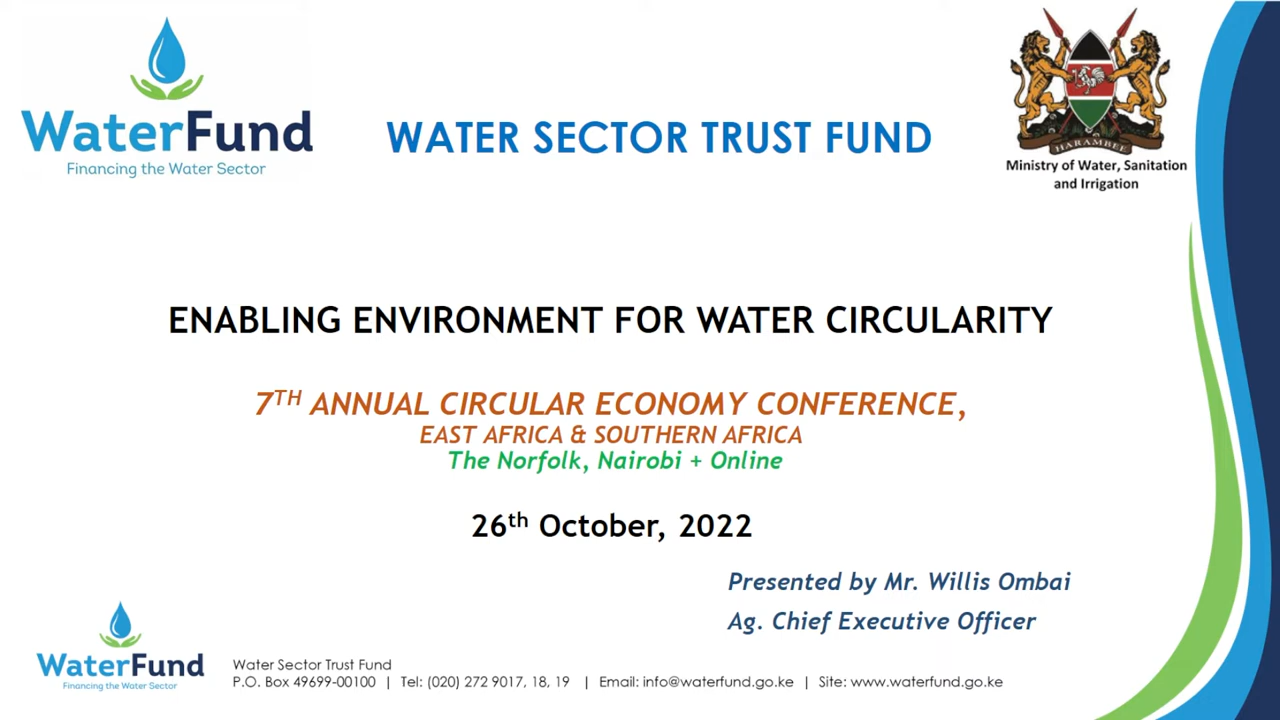 WaterFund
Financing the Water Sector
WATER SECTOR TRUST FUND
HARAMBEE
Ministry of Water, Sanitation
and Irrigation
ENABLING ENVIRONMENT FOR WATER CIRCULARITY
7TH ANNUAL CIRCULAR ECONOMY CONFERENCE,
EAST AFRICA & SOUTHERN AFRICA
The Norfolk, Nairobi + Online
26th October, 2022
Presented by Mr. Willis Ombai
Ag. Chief Executive Officer
WaterFund
Financing the Water Sector
Water Sector Trust Fund
P.O. Box 49699-00100 | Tel: (020) 272 9017, 18, 19 | Email: info@waterfund.go.ke | Site: www.waterfund.go.ke